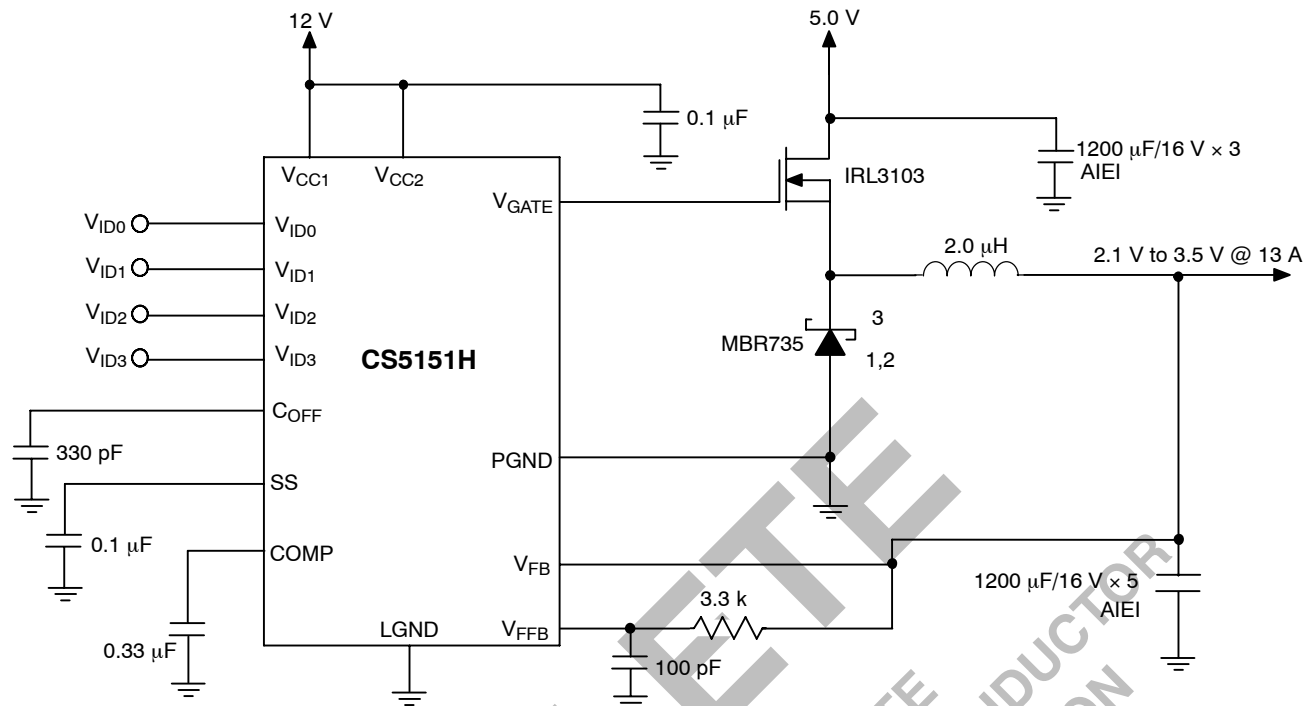 12 V
5.0 V
0.1 μF
1200 μF/16 V × 3
AIEI
VCC1
VCC2
IRL3103
VGATE
VID0
VID0
VID1
VID1
VID2
VID2
VID3
VID3
2.0 μH
2.1 V to 3.5 V @ 13 A
CS5151H
MBR735
3
1,2
COFF
330 pF
PGND
SS
0.1 μF
COMP
VFB
1200 μF/16 V × 5
AIEI
3.3 k
LGND
VFFB
0.33 μF
100 pF
ETE